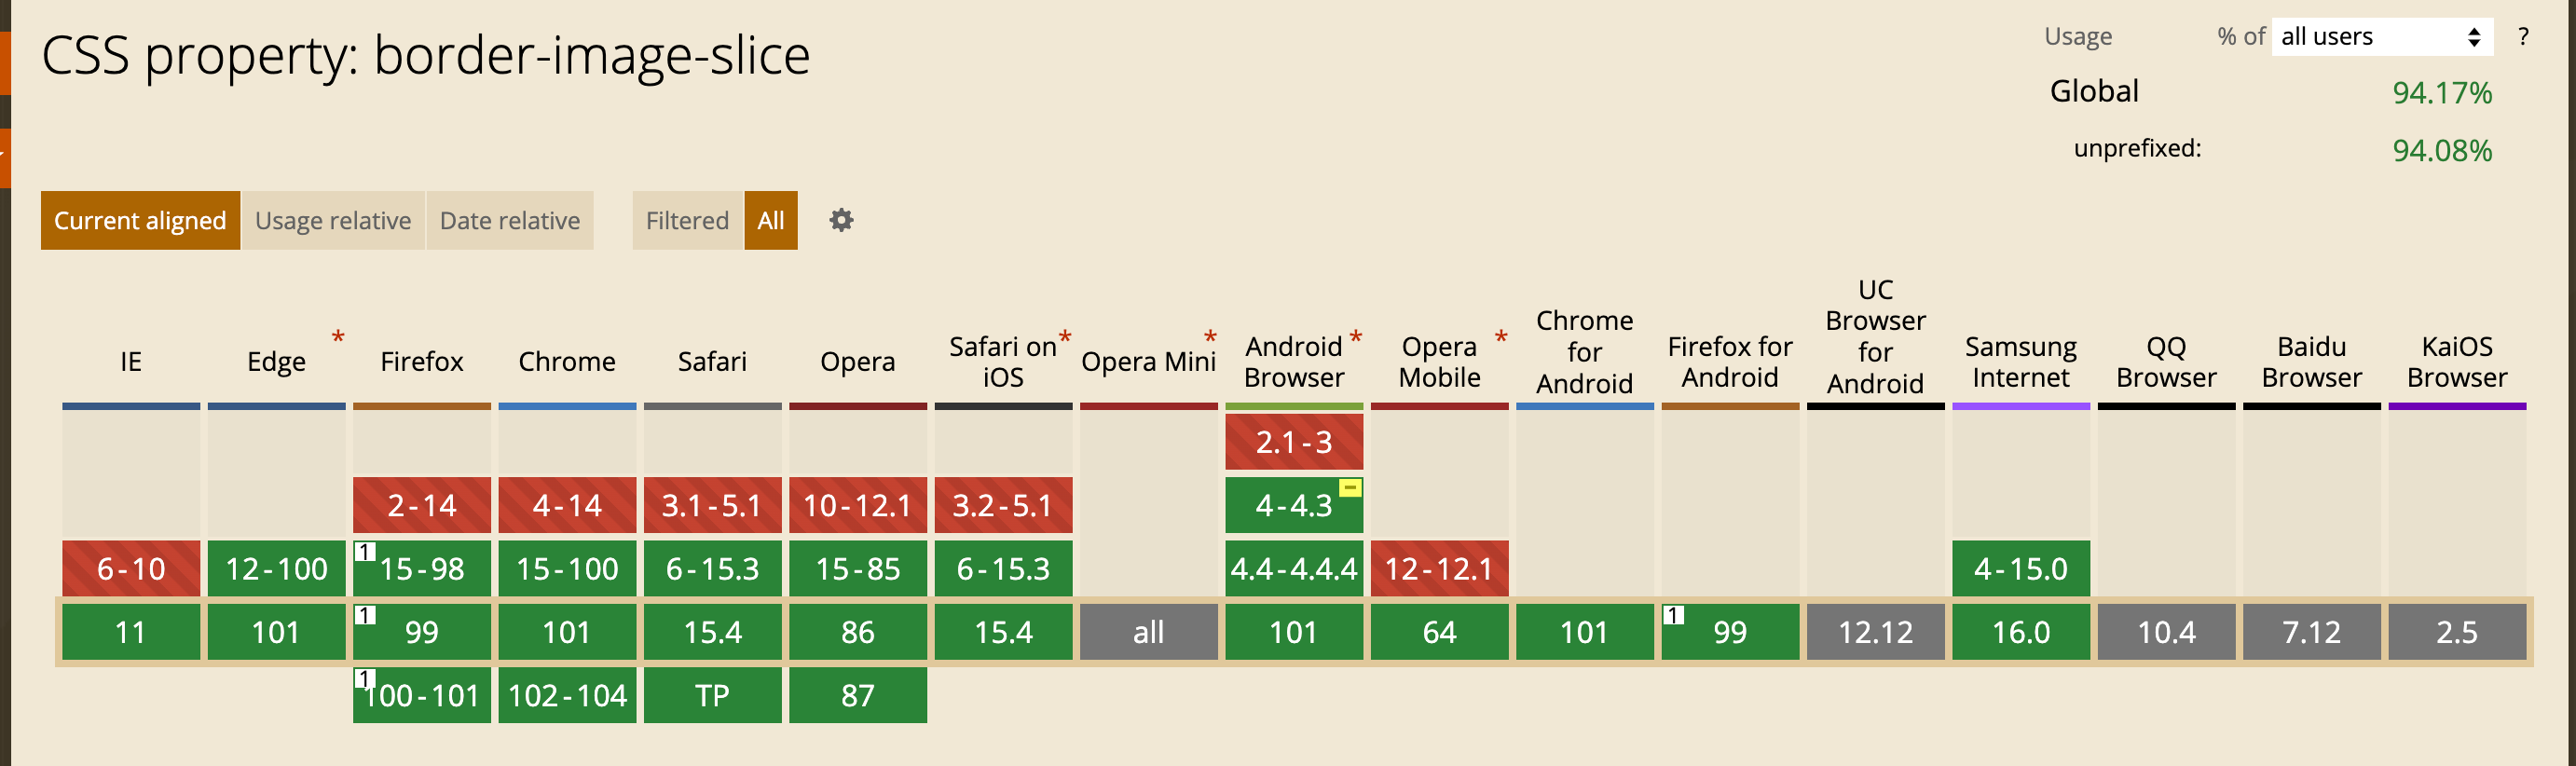 CSS property: border-image-slice
Usage % of all users ?
Global 94.17%
unprefixed: 94.08%
Current aligned Usage relative Date relative Filtered All
IE
Edge *
Firefox
Chrome
Safari
Opera
Safari on *
iOS
Opera Mini *
Android *
Browser
Opera *
Mobile
Chrome
for
Android
Firefox for
Android
UC
Browser
for
Android
Samsung
Internet
QQ
Browser
Baidu
Browser
KaiOS
Browser
2.1-3
2-14 4-14 3.1-5.1 10-12.1 3.2-5.1 4-4.3
6-10 12-100 1 15-98 15-100 6-15.3 15-85 6-15.3 4.4-4.4.4 12-12.1 4-15.0
11 101 1 99 101 15.4 86 15.4 all 101 64 101 1 99 12.12 16.0 10.4 7.12 2.5
1 100-101 102-104 TP 87